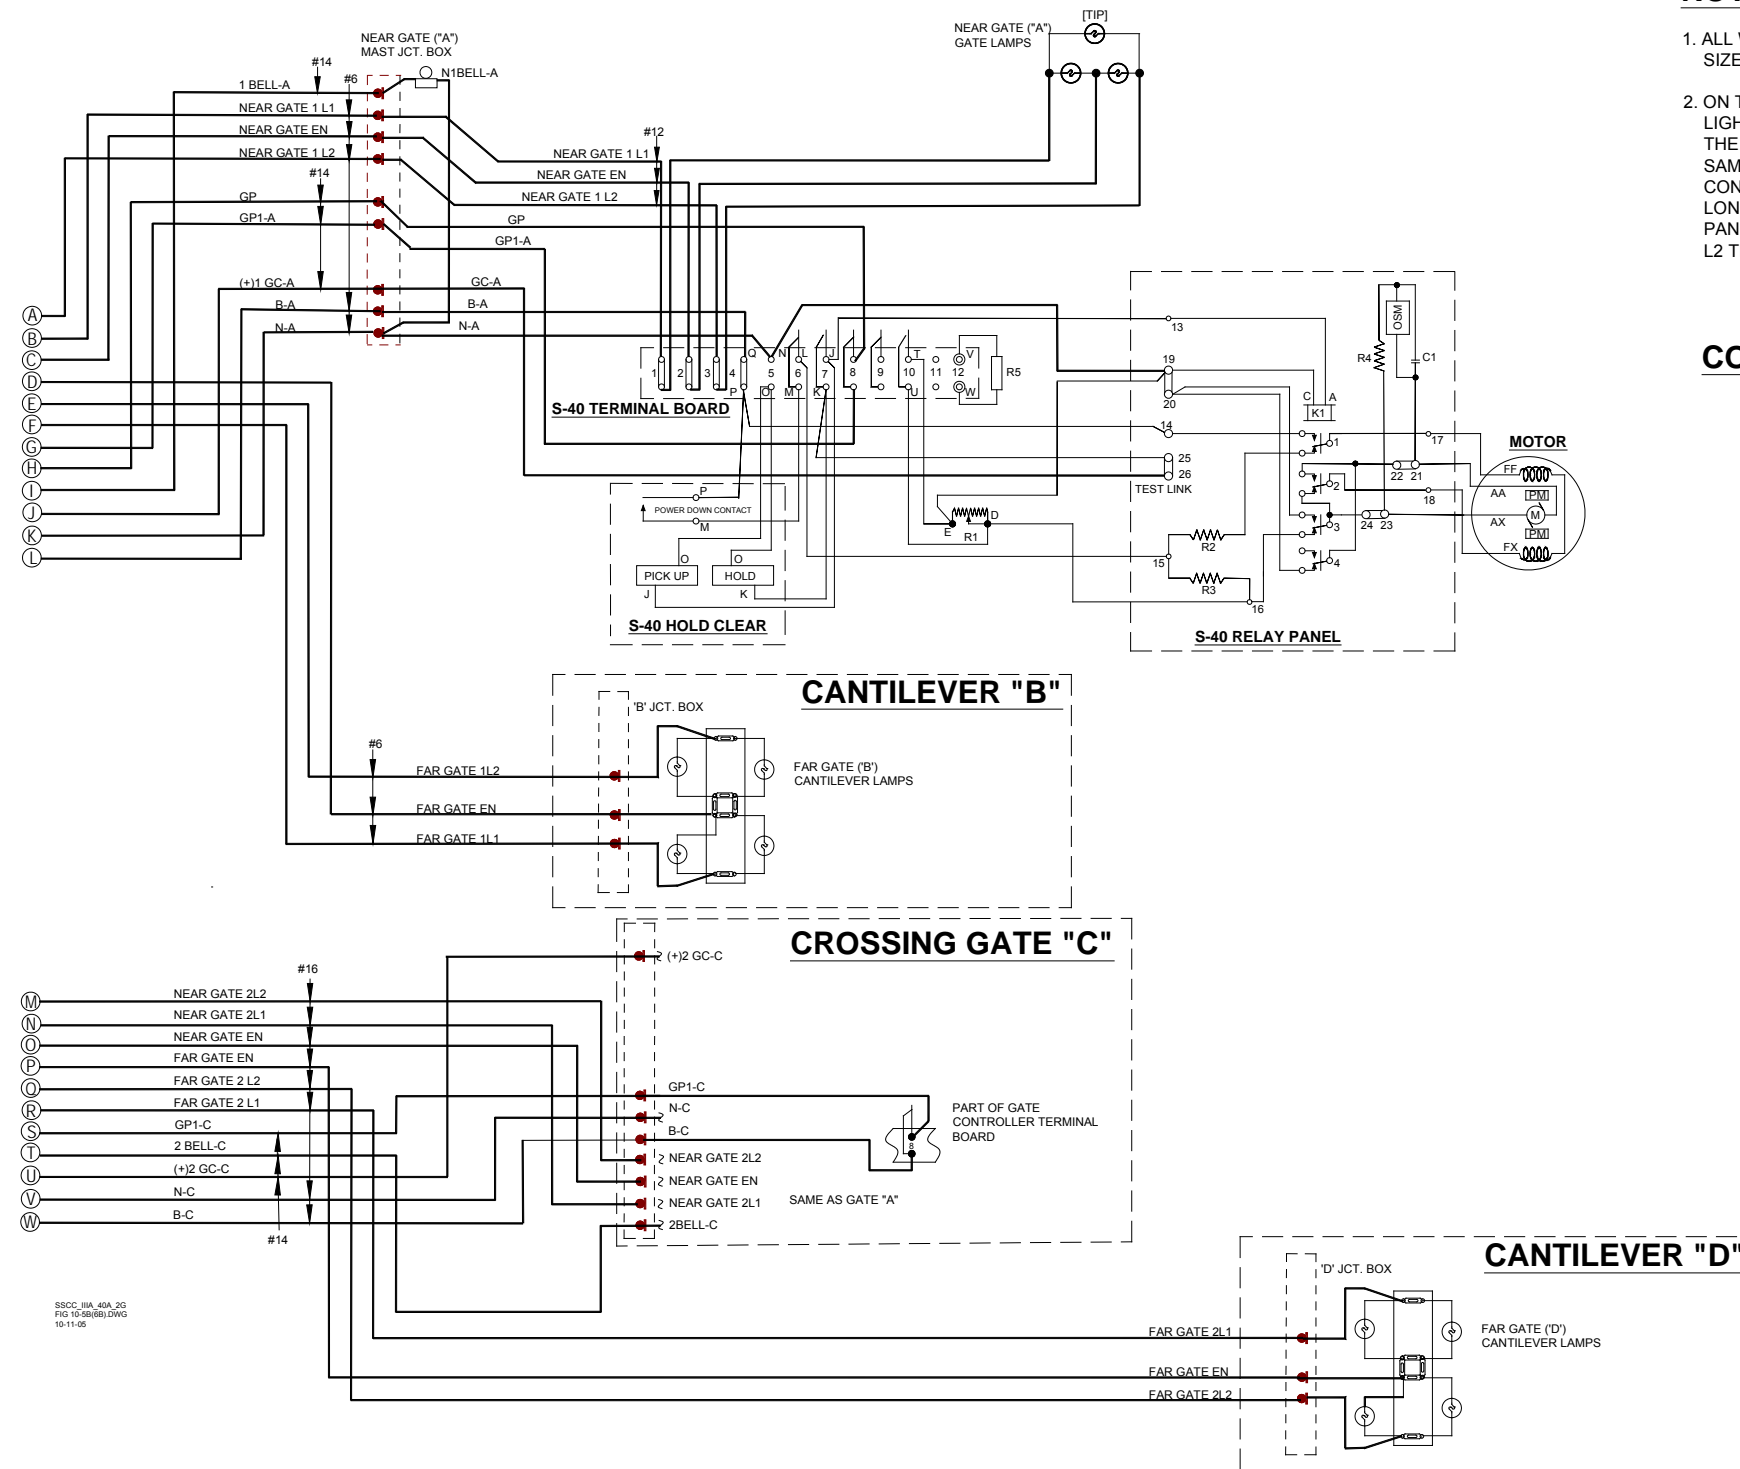 NEAR GATE ("A")
MAST JCT. BOX
#14
#6
N1BELL-A
1 BELL-A
NEAR GATE 1 L1
NEAR GATE EN
NEAR GATE 1 L2
#14
GP
GP1-A
(+)1 GC-A
B-A
N-A
GP
GP1-A
GC-A
B-A
N-A
#12
NEAR GATE 1 L1
NEAR GATE EN
NEAR GATE 1 L2
NEAR GATE ("A")
GATE LAMPS
[TIP]
1. ALL
SIZE
2. ON T
LIGH
THE
SAM
CON
LON
PAN
L2 T
CO
A
B
C
D
E
F
G
H
I
J
K
L
Q N L J T V
1 2 3 4 5 6 7 8 9 10 11 12
P O M K U W
R5
S-40 TERMINAL BOARD
P
POWER DOWN CONTACT
M
O O
PICK UP HOLD
J K
S-40 HOLD CLEAR
E D
R1
13
19
20
14
25
26
TEST LINK
15
R2
R3
16
OSM
R4
C1
C A
K1
1
2
3
4
17
22 21
18
24 23
S-40 RELAY PANEL
MOTOR
FF
AA
PM
M
AX
PM
FX
CANTILEVER "B"
'B' JCT. BOX
#6
FAR GATE 1L2
FAR GATE EN
FAR GATE 1L1
FAR GATE ('B')
CANTILEVER LAMPS
CROSSING GATE "C"
(+)2 GC-C
#16
M
N
O
P
Q
R
S
T
U
V
W
NEAR GATE 2L2
NEAR GATE 2L1
NEAR GATE EN
FAR GATE EN
FAR GATE 2 L2
FAR GATE 2 L1
GP1-C
2 BELL-C
(+)2 GC-C
N-C
B-C
#14
GP1-C
N-C
B-C
NEAR GATE 2L2
NEAR GATE EN
NEAR GATE 2L1
2BELL-C
8
PART OF GATE
CONTROLLER TERMINAL
BOARD
SAME AS GATE "A"
CANTILEVER "D"
'D' JCT. BOX
FAR GATE 2L1
FAR GATE EN
FAR GATE 2L2
FAR GATE ('D')
CANTILEVER LAMPS
SSCC_IIIA_40A_2G
FIG 10-5B(6B).DWG
10-11-05